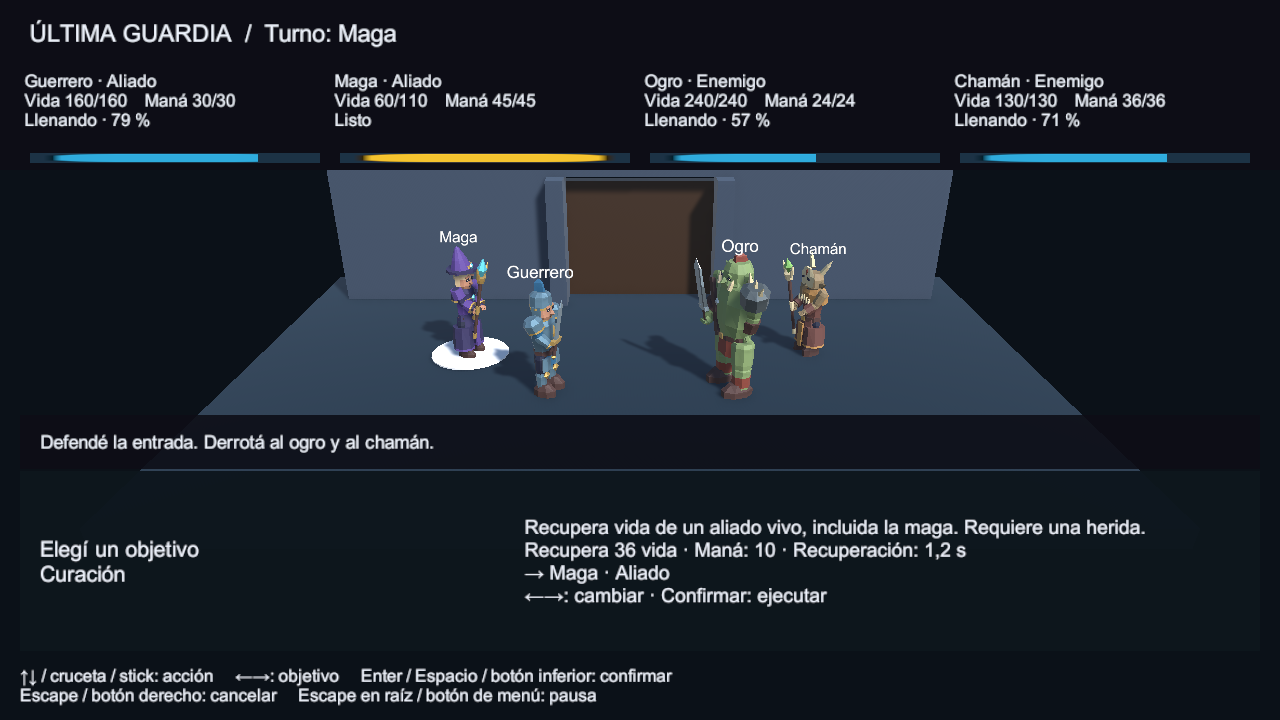 ÚLTIMA GUARDIA / Turno: Maga
Guerrero · Aliado
Vida 160/160 Maná 30/30
Llenando · 79 %
Maga · Aliado
Vida 60/110 Maná 45/45
Listo
Ogro · Enemigo
Vida 240/240 Maná 24/24
Llenando · 57 %
Chamán · Enemigo
Vida 130/130 Maná 36/36
Llenando · 71 %
Maga
Guerrero
Ogro
Chamán
Defendé la entrada. Derrotá al ogro y al chamán.
Elegí un objetivo
Curación
Recupera vida de un aliado vivo, incluida la maga. Requiere una herida.
Recupera 36 vida · Maná: 10 · Recuperación: 1,2 s
→ Maga · Aliado
←→: cambiar · Confirmar: ejecutar
↑↓ / cruceta / stick: acción ←→: objetivo Enter / Espacio / botón inferior: confirmar
Escape / botón derecho: cancelar Escape en raíz / botón de menú: pausa